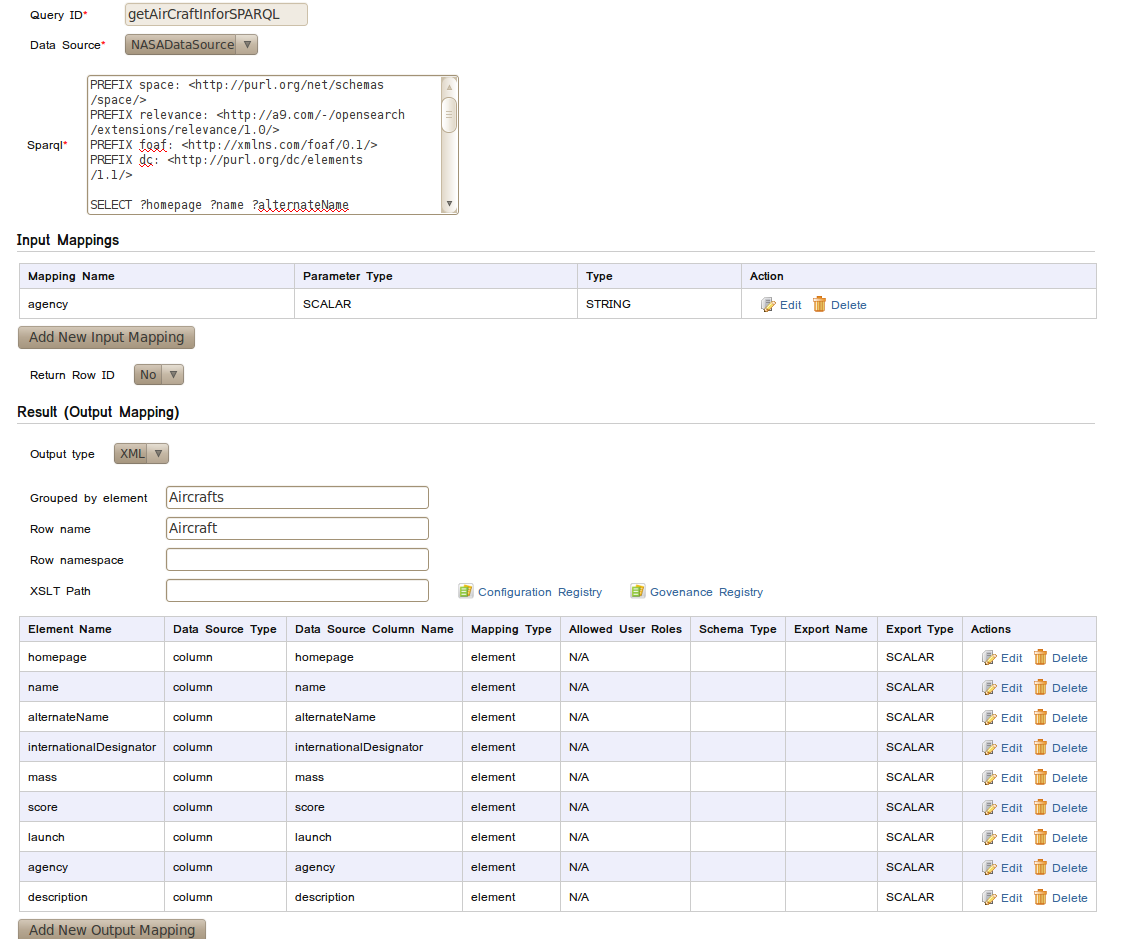 Query ID* getAirCraftInforSPARQL
Data Source* NASADataSource
Sparql*
PREFIX space: <http://purl.org/net/schemas
/space/>
PREFIX relevance: <http://a9.com/-/opensearch
/extensions/relevance/1.0/>
PREFIX foaf: <http://xmlns.com/foaf/0.1/>
PREFIX dc: <http://purl.org/dc/elements
/1.1/>
SELECT ?homepage ?name ?alternateName
Input Mappings
Mapping Name Parameter Type Type Action
agency SCALAR STRING Edit Delete
Add New Input Mapping
Return Row ID No
Result (Output Mapping)
Output type XML
Grouped by element Aircrafts
Row name Aircraft
Row namespace
XSLT Path Configuration Registry Govenance Registry
Element Name Data Source Type Data Source Column Name Mapping Type Allowed User Roles Schema Type Export Name Export Type Actions
homepage column homepage element N/A SCALAR Edit Delete
name column name element N/A SCALAR Edit Delete
alternateName column alternateName element N/A SCALAR Edit Delete
internationalDesignator column internationalDesignator element N/A SCALAR Edit Delete
mass column mass element N/A SCALAR Edit Delete
score column score element N/A SCALAR Edit Delete
launch column launch element N/A SCALAR Edit Delete
agency column agency element N/A SCALAR Edit Delete
description column description element N/A SCALAR Edit Delete
Add New Output Mapping